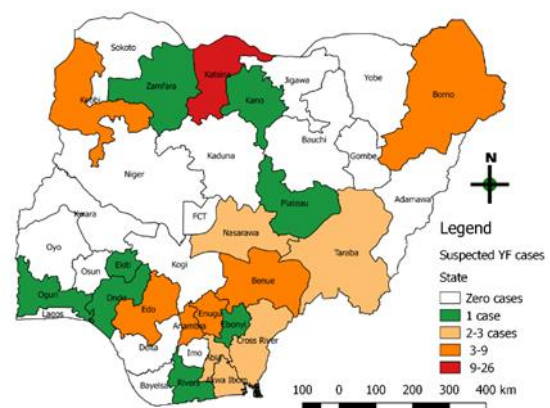 Sokoto
Katsina
Zamfara
Kano
Jigawa
Yobe
Borno
Kebbi
Bauchi
Gombe
Kaduna
Niger
Adamawa
Plateau
FCT
Kwara
Nasarawa
Taraba
Oyo
Kogi
Osun
Ekiti
Benue
Ogun
Ondo
Edo
Enugu
Anambra
Ebonyi
Lagos
Cross River
Delta
Imo
Abia
Bayelsa
Rivers
Akwa Ibom
N
Legend
Suspected YF cases
State
Zero cases
1 case
2-3 cases
3-9
9-26
100 0 100 200 300 400 km